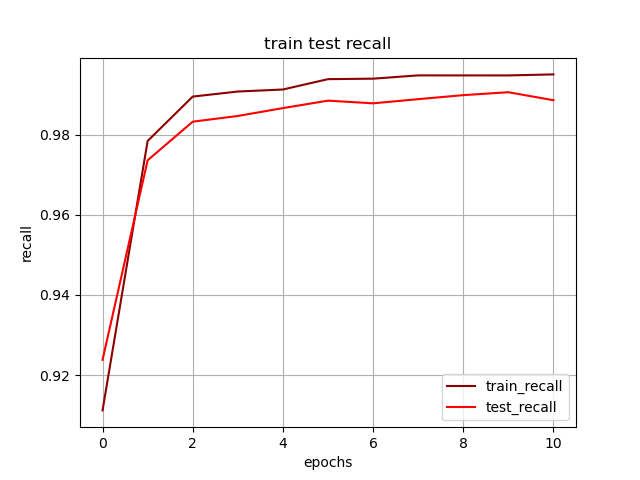 train test recall
recall
0.98
0.96
0.94
0.92
0 2 4 6 8 10
epochs
train_recall
test_recall